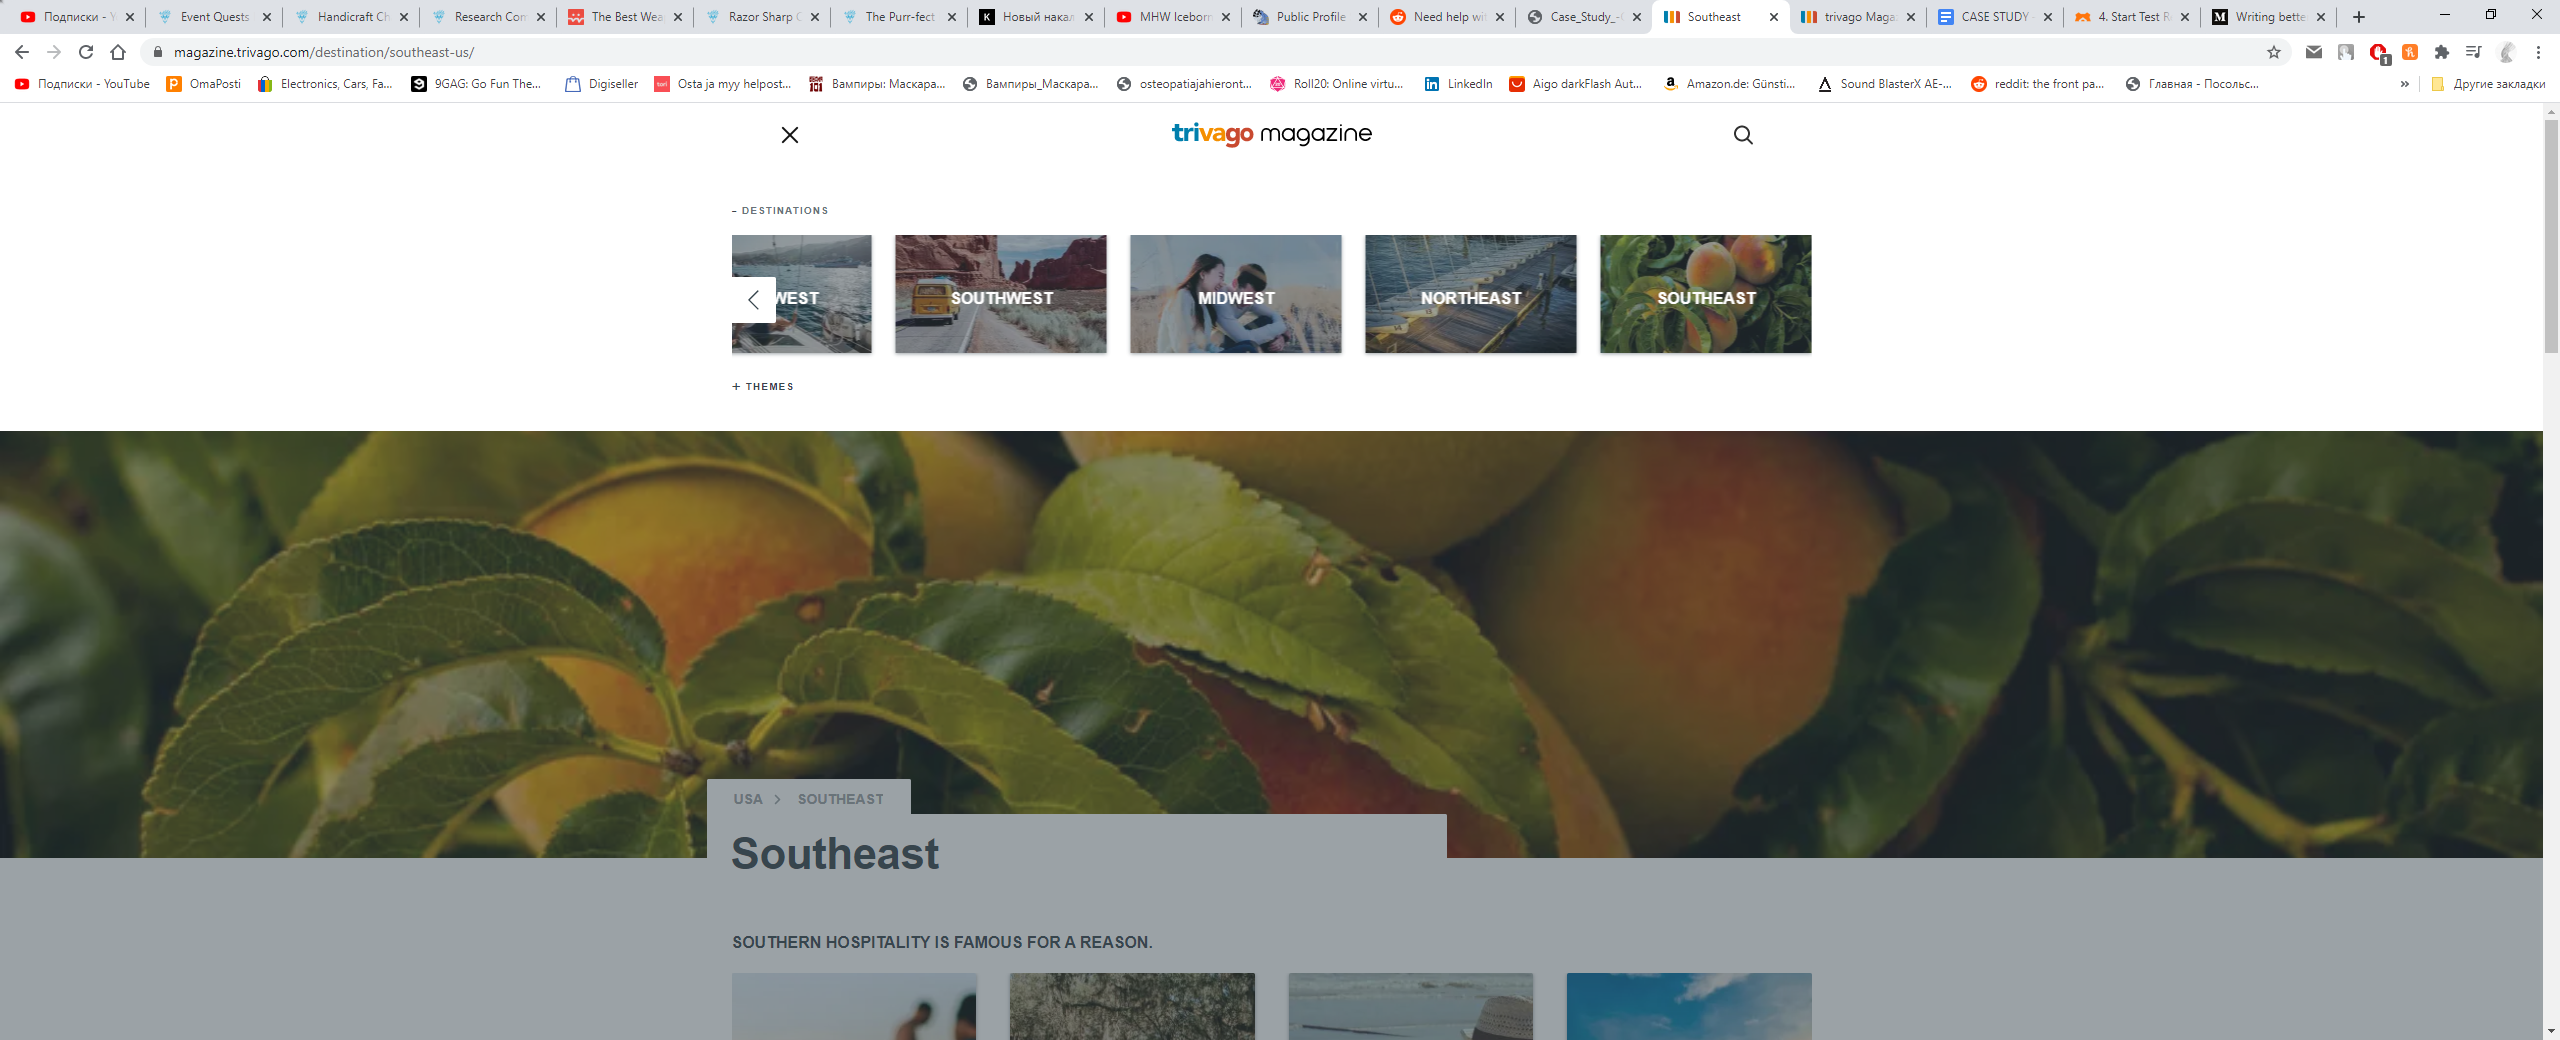 Подписки - Y
Event Quests
Handicraft Ch
Research Com
The Best Wea
Razor Sharp C
The Purr-fect
Новый накал
MHW Iceborn
Public Profile
Need help wit
Case_Study_-
Southeast
trivago Maga
CASE STUDY -
4. Start Test R
Writing bette
magazine.trivago.com/destination/southeast-us/
1
Подписки - YouTube
OmaPosti
Electronics, Cars, Fa...
9GAG: Go Fun The...
Digiseller
Osta ja myy helpost...
Вампиры: Маскара...
Вампиры_Маскара...
osteopatiajahieront...
Roll20: Online virtu...
LinkedIn
Aigo darkFlash Aut...
Amazon.de: Günsti...
Sound BlasterX AE-...
reddit: the front pa...
Главная - Посольс...
»
Другие закладки
trivago magazine
– DESTINATIONS
WEST
SOUTHWEST
MIDWEST
NORTHEAST
SOUTHEAST
+ THEMES
USA > SOUTHEAST
Southeast
SOUTHERN HOSPITALITY IS FAMOUS FOR A REASON.